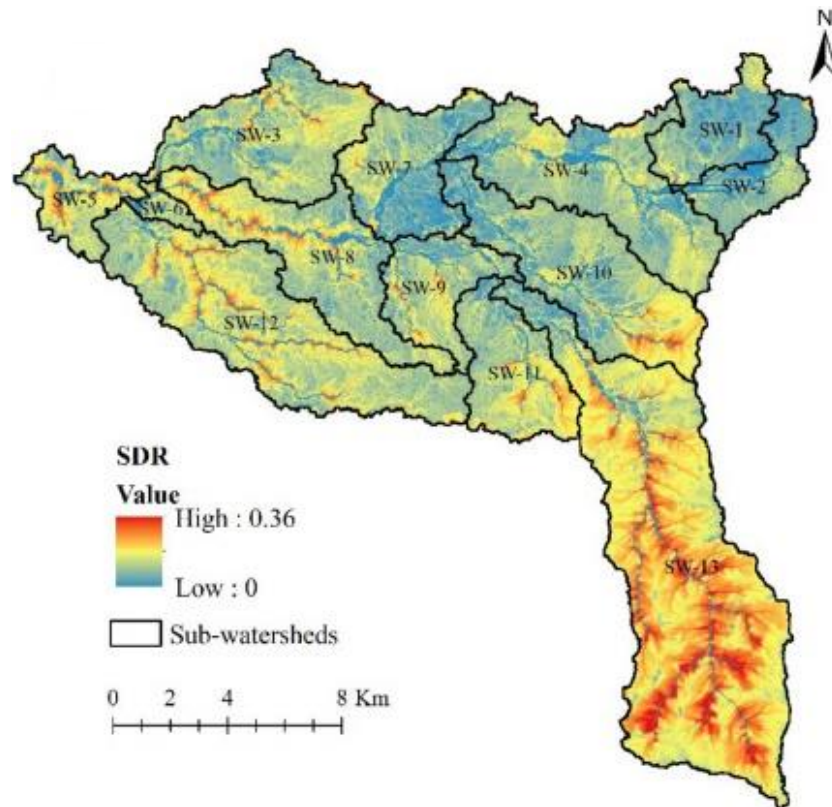 N
SW-1
SW-3
SW-7
SW-4
SW-2
SW-5
SW-6
SW-8
SW-10
SW-9
SW-12
SW-11
SDR
Value
High : 0.36
Low : 0
SW-13
Sub-watersheds
0 2 4 8 Km